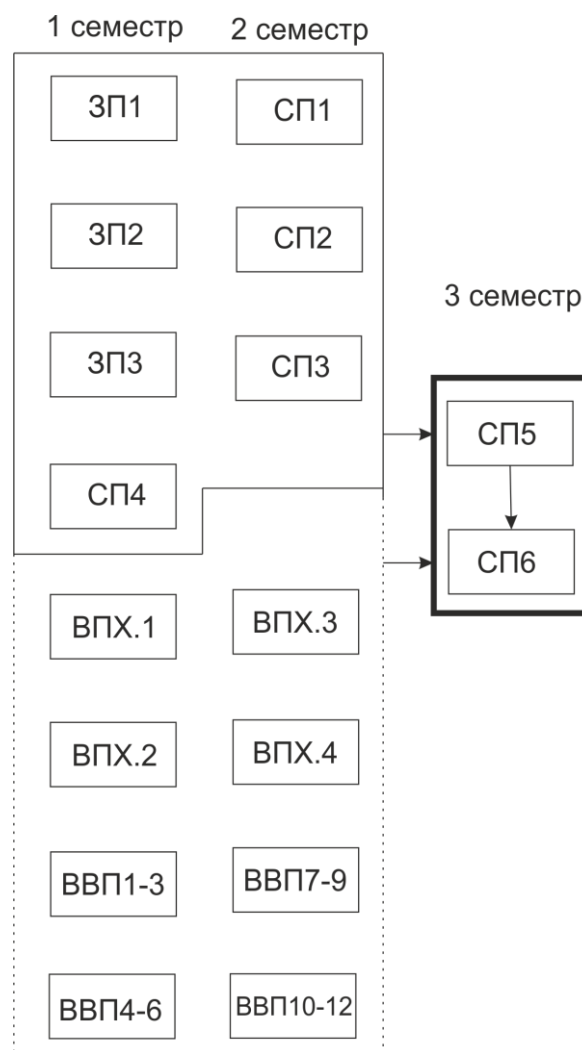 1 семестр 2 семестр
ЗП1 СП1
ЗП2 СП2
3 семестр
ЗП3 СП3
СП5
СП4
СП6
ВПХ.1 ВПХ.3
ВПХ.2 ВПХ.4
ВВП1-3 ВВП7-9
ВВП4-6 ВВП10-12